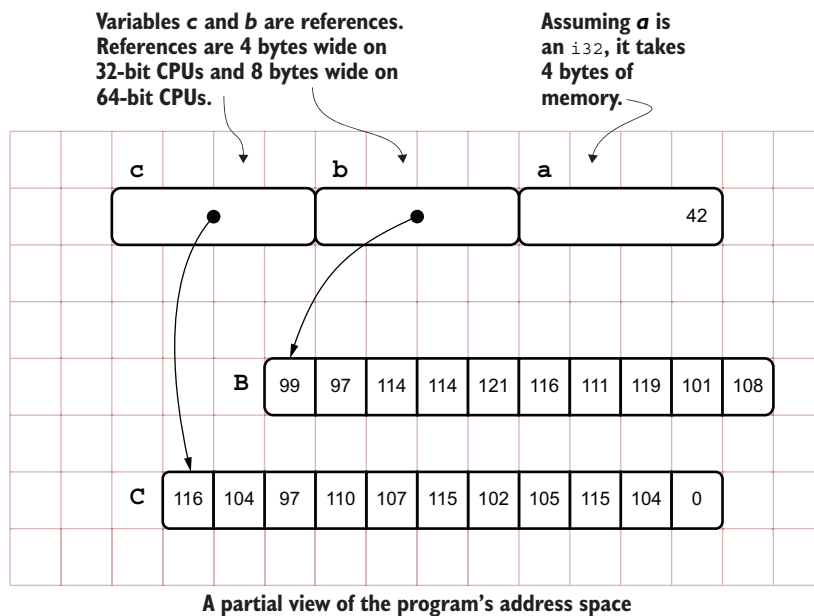 Variables c and b are references.
References are 4 bytes wide on
32-bit CPUs and 8 bytes wide on
64-bit CPUs.
Assuming a is
an i32, it takes
4 bytes of
memory.
c b a
42
B 99 97 114 114 121 116 111 119 101 108
C 116 104 97 110 107 115 102 105 115 104 0
A partial view of the program's address space